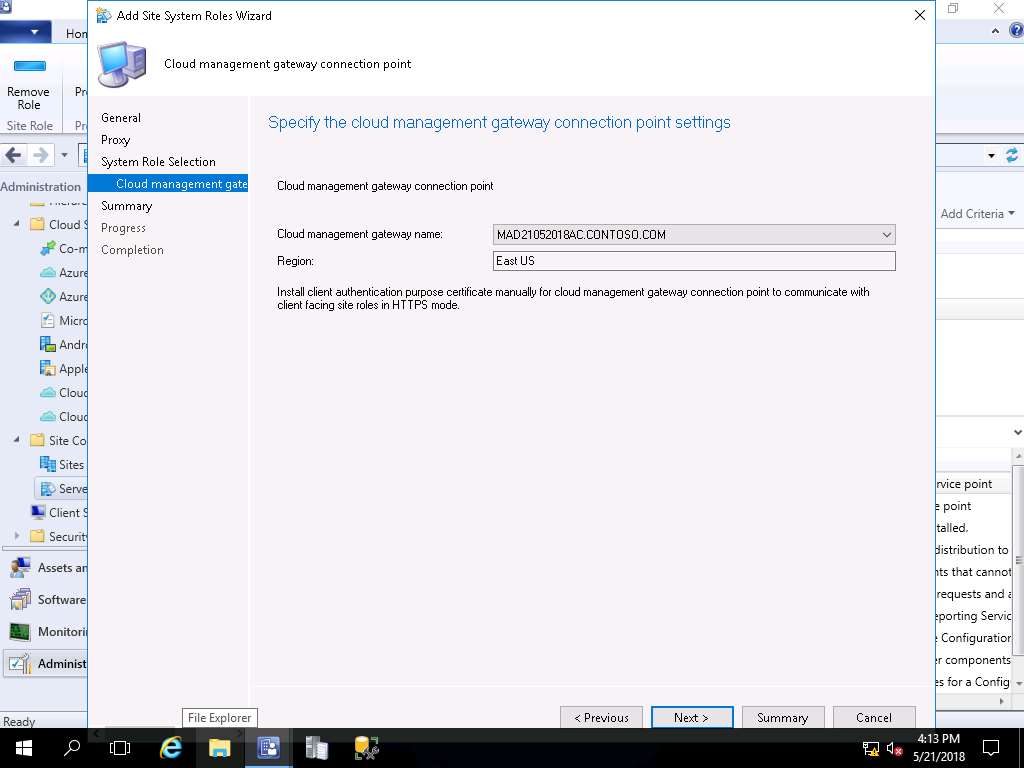 Add Site System Roles Wizard
Cloud management gateway connection point
Hon
Remove
Role
Site Role
Administration
Add Criteria
General
Proxy
System Role Selection
Cloud management gate
Summary
Progress
Completion
Specify the cloud management gateway connection point settings
Cloud management gateway connection point
Cloud management gateway name:
MAD21052018AC.CONTOSO.COM
Region:
East US
Install client authentication purpose certificate manually for cloud management gateway connection point to communicate with
client facing site roles in HTTPS mode.
Cloud S
Co-m
Azure
Azure
Micro
Andr
Apple
Cloud
Cloud
Site Co
Sites
Serve
Client S
Securit
Assets an
Software
Monitori
Administ
rvice point
e point
talled.
distribution to
nts that cannot
requests and a
eporting Servic
e Configuration
er components
es for a Config
< Previous
Next >
Summary
Cancel
File Explorer
Ready
4:13 PM
5/21/2018